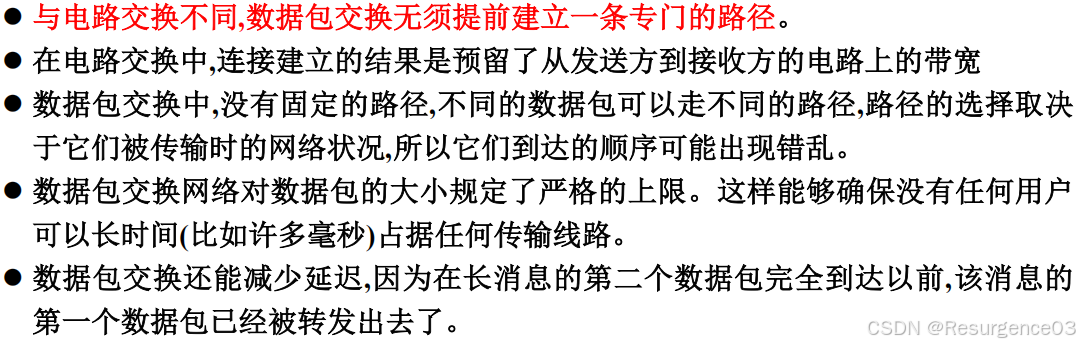 ● 与电路交换不同,数据包交换无须提前建立一条专门的路径。
● 在电路交换中,连接建立的结果是预留了从发送方到接收方的电路上的带宽
● 数据包交换中,没有固定的路径,不同的数据包可以走不同的路径,路径的选择取决
于它们被传输时的网络状况,所以它们到达的顺序可能出现错乱。
● 数据包交换网络对数据包的大小规定了严格的上限。这样能够确保没有任何用户
可以长时间(比如许多毫秒)占据任何传输线路。
● 数据包交换还能减少延迟,因为在长消息的第二个数据包完全到达以前,该消息的
第一个数据包已经被转发出去了。
CSDN @Resurgence03